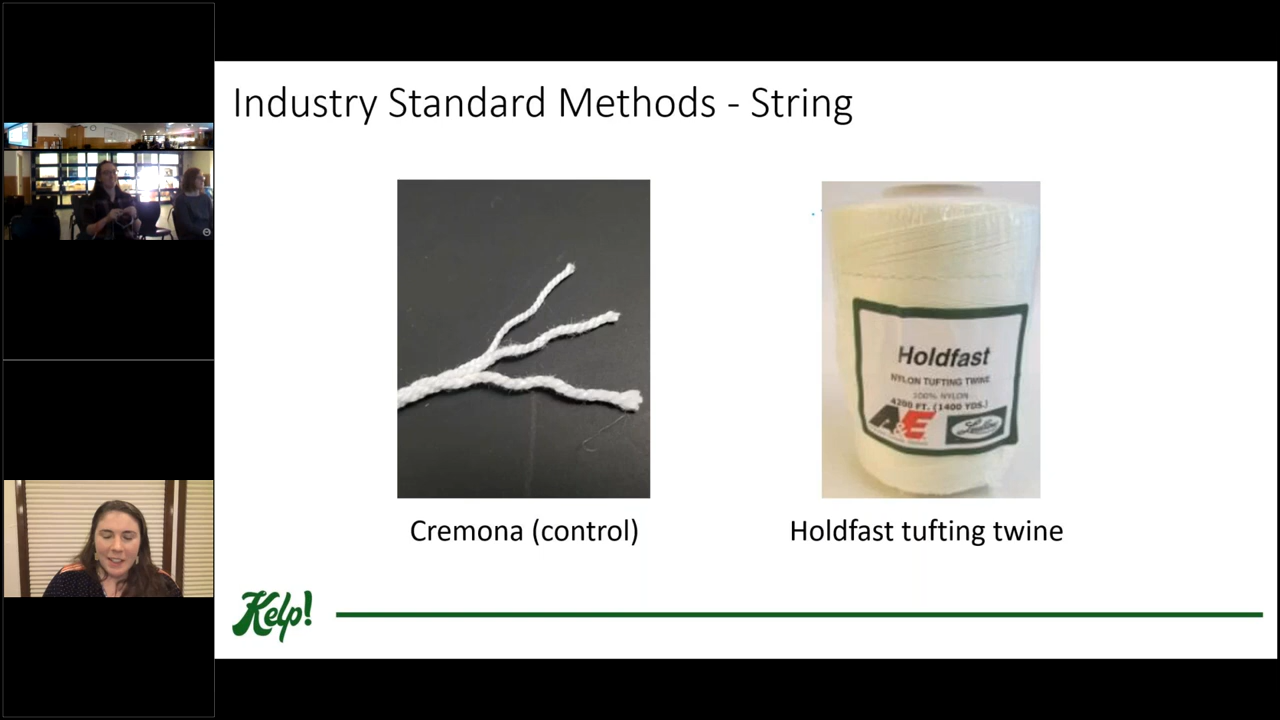 Industry Standard Methods - String
Holdfast
NYLON TUFTING TWINE
100% NYLON
4200 FT. (1400 YDS.)
A&E
Cremona (control)
Holdfast tufting twine
Kelp!